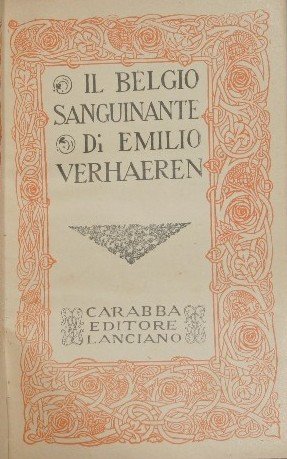 IL BELGIO
SANGUINANTE
Di EMILIO
VERHAEREN
CARABBA
EDITORE
LANCIANO